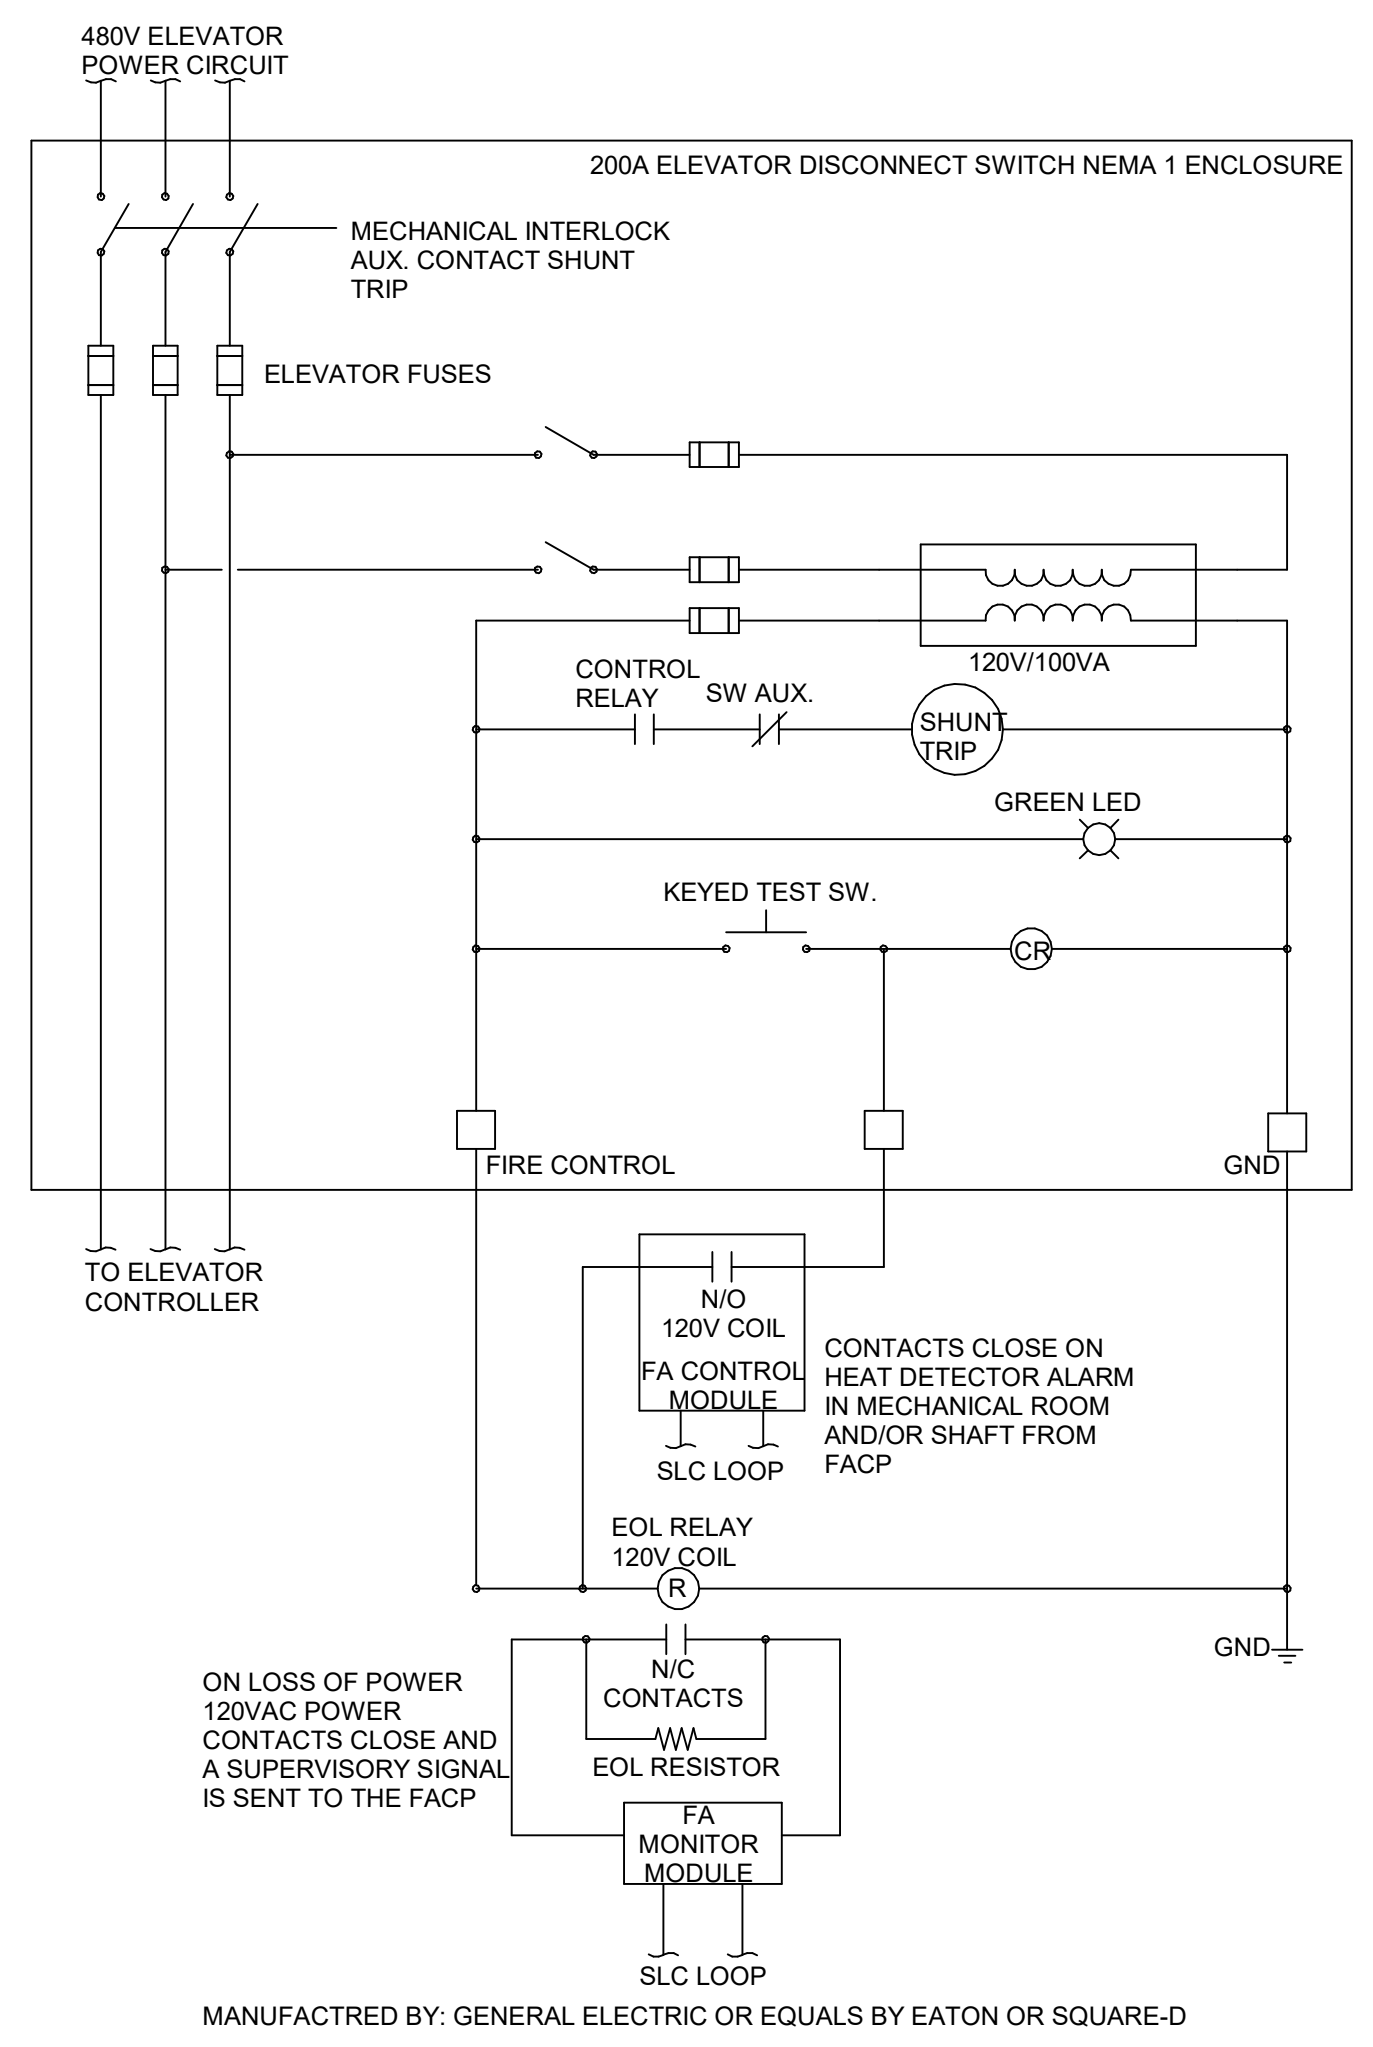 480V ELEVATOR
POWER CIRCUIT
200A ELEVATOR DISCONNECT SWITCH NEMA 1 ENCLOSURE
MECHANICAL INTERLOCK
AUX. CONTACT SHUNT
TRIP
ELEVATOR FUSES
120V/100VA
CONTROL
RELAY
SW AUX.
SHUNT
TRIP
GREEN LED
KEYED TEST SW.
CR
FIRE CONTROL
GND
TO ELEVATOR
CONTROLLER
N/O
120V COIL
FA CONTROL
MODULE
SLC LOOP
CONTACTS CLOSE ON
HEAT DETECTOR ALARM
IN MECHANICAL ROOM
AND/OR SHAFT FROM
FACP
EOL RELAY
120V COIL
R
GND
N/C
CONTACTS
EOL RESISTOR
ON LOSS OF POWER
120VAC POWER
CONTACTS CLOSE AND
A SUPERVISORY SIGNAL
IS SENT TO THE FACP
FA
MONITOR
MODULE
SLC LOOP
MANUFACTRED BY: GENERAL ELECTRIC OR EQUALS BY EATON OR SQUARE-D